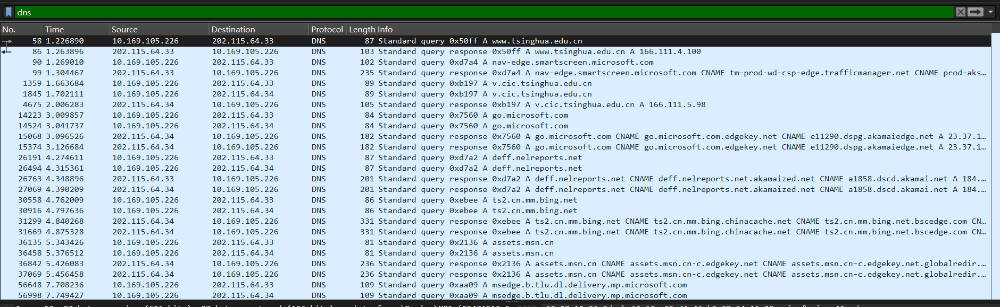 dns
No. Time Source Destination Protocol Length Info
58 1.226890 10.169.105.226 202.115.64.33 DNS 87 Standard query 0x50ff A www.tsinghua.edu.cn
86 1.263896 202.115.64.33 10.169.105.226 DNS 103 Standard query response 0x50ff A www.tsinghua.edu.cn A 166.111.4.100
90 1.269010 10.169.105.226 202.115.64.33 DNS 102 Standard query 0xd7a4 A nav-edge.smartscreen.microsoft.com
99 1.304467 202.115.64.33 10.169.105.226 DNS 235 Standard query response 0xd7a4 A nav-edge.smartscreen.microsoft.com CNAME tm-prod-wd-csp-edge.trafficmanager.net CNAME prod-aks…
1359 1.663684 10.169.105.226 202.115.64.33 DNS 89 Standard query 0xb197 A v.cic.tsinghua.edu.cn
1845 1.702111 10.169.105.226 202.115.64.34 DNS 89 Standard query 0xb197 A v.cic.tsinghua.edu.cn
4675 2.006283 202.115.64.34 10.169.105.226 DNS 105 Standard query response 0xb197 A v.cic.tsinghua.edu.cn A 166.111.5.98
14223 3.009857 10.169.105.226 202.115.64.33 DNS 84 Standard query 0x7560 A go.microsoft.com
14524 3.041737 10.169.105.226 202.115.64.34 DNS 84 Standard query 0x7560 A go.microsoft.com
15068 3.096526 202.115.64.34 10.169.105.226 DNS 182 Standard query response 0x7560 A go.microsoft.com CNAME go.microsoft.com.edgekey.net CNAME e11290.dspg.akamaiedge.net A 23.37.1…
15374 3.126684 202.115.64.34 10.169.105.226 DNS 182 Standard query response 0x7560 A go.microsoft.com CNAME go.microsoft.com.edgekey.net CNAME e11290.dspg.akamaiedge.net A 23.37.1…
26191 4.274611 10.169.105.226 202.115.64.33 DNS 87 Standard query 0xd7a2 A deff.nelreports.net
26494 4.315361 10.169.105.226 202.115.64.34 DNS 87 Standard query 0xd7a2 A deff.nelreports.net
26763 4.348896 202.115.64.33 10.169.105.226 DNS 201 Standard query response 0xd7a2 A deff.nelreports.net CNAME deff.nelreports.net.akamaized.net CNAME a1858.dscd.akamai.net A 184.…
27069 4.390209 202.115.64.34 10.169.105.226 DNS 201 Standard query response 0xd7a2 A deff.nelreports.net CNAME deff.nelreports.net.akamaized.net CNAME a1858.dscd.akamai.net A 184.…
30558 4.762009 10.169.105.226 202.115.64.33 DNS 86 Standard query 0xebee A ts2.cn.mm.bing.net
30916 4.797636 10.169.105.226 202.115.64.34 DNS 86 Standard query 0xebee A ts2.cn.mm.bing.net
31299 4.840268 202.115.64.34 10.169.105.226 DNS 331 Standard query response 0xebee A ts2.cn.mm.bing.net CNAME ts2.cn.mm.bing.chinacache.net CNAME ts2.cn.mm.bing.net.bscedge.com CN…
31669 4.875328 202.115.64.34 10.169.105.226 DNS 331 Standard query response 0xebee A ts2.cn.mm.bing.net CNAME ts2.cn.mm.bing.chinacache.net CNAME ts2.cn.mm.bing.net.bscedge.com CN…
36135 5.343426 10.169.105.226 202.115.64.33 DNS 81 Standard query 0x2136 A assets.msn.cn
36458 5.376512 10.169.105.226 202.115.64.34 DNS 81 Standard query 0x2136 A assets.msn.cn
36842 5.426083 202.115.64.34 10.169.105.226 DNS 236 Standard query response 0x2136 A assets.msn.cn CNAME assets.msn.cn-c.edgekey.net CNAME assets.msn.cn-c.edgekey.net.globalredir.…
37069 5.456458 202.115.64.34 10.169.105.226 DNS 236 Standard query response 0x2136 A assets.msn.cn CNAME assets.msn.cn-c.edgekey.net CNAME assets.msn.cn-c.edgekey.net.globalredir.…
56648 7.708236 10.169.105.226 202.115.64.33 DNS 109 Standard query 0xaa09 A msedge.b.tlu.dl.delivery.mp.microsoft.com
56998 7.749427 10.169.105.226 202.115.64.34 DNS 109 Standard query 0xaa09 A msedge.b.tlu.dl.delivery.mp.microsoft.com